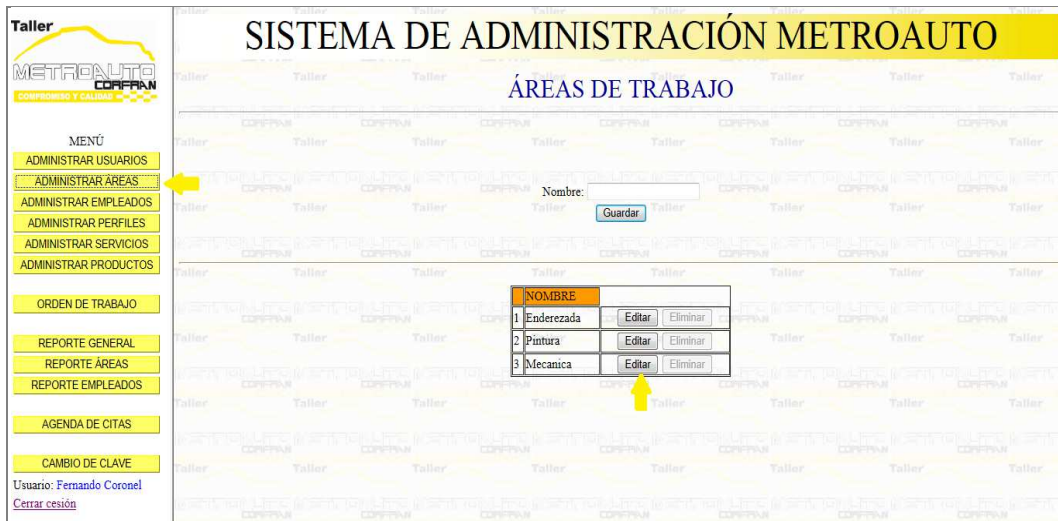 Taller
METROAUTO
CORFRAN
COMPROMISO Y CALIDAD
SISTEMA DE ADMINISTRACIÓN METROAUTO
ÁREAS DE TRABAJO
MENÚ
ADMINISTRAR USUARIOS
ADMINISTRAR ÁREAS
ADMINISTRAR EMPLEADOS
ADMINISTRAR PERFILES
ADMINISTRAR SERVICIOS
ADMINISTRAR PRODUCTOS
ORDEN DE TRABAJO
REPORTE GENERAL
REPORTE ÁREAS
REPORTE EMPLEADOS
AGENDA DE CITAS
CAMBIO DE CLAVE
Usuario: Fernando Coronel
Cerrar cesión
Nombre:
Guardar
NOMBRE
1 Enderezada Editar Eliminar
2 Pintura Editar Eliminar
3 Mecanica Editar Eliminar